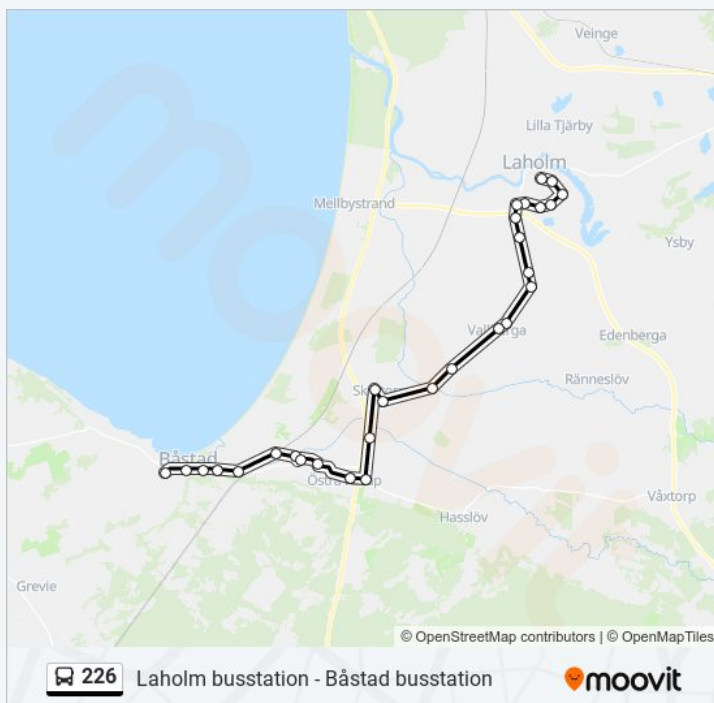 Veinge
Lilla Tjärby
Laholm
Mellbystrand
Ysby
Edenberga
Ränneslöv
Båstad
Våxtorp
Hasslöv
Grevie
© OpenStreetMap contributors | © OpenMapTiles
226 Laholm busstation - Båstad busstation
moovit